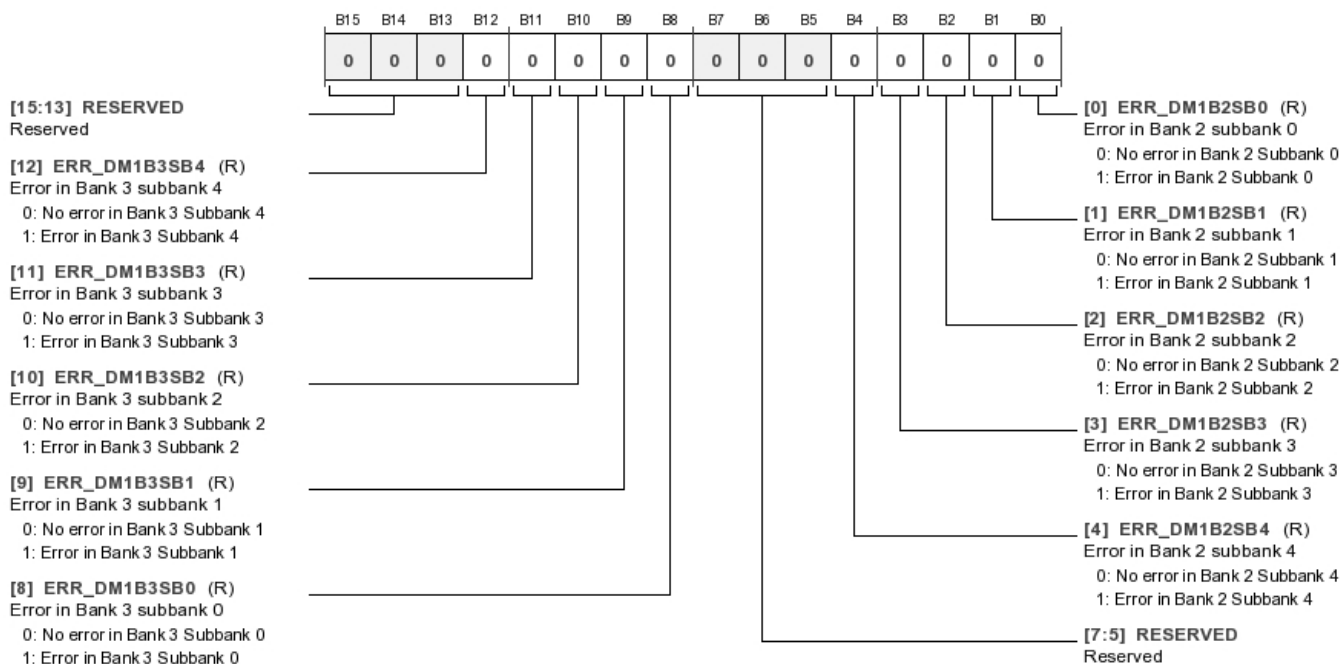 B15 B14 B13 B12 B11 B10 B9 B8 B7 B6 B5 B4 B3 B2 B1 B0
0 0 0 0 0 0 0 0 0 0 0 0 0 0 0 0
[15:13] RESERVED
Reserved
[12] ERR_DM1B3SB4 (R)
Error in Bank 3 subbank 4
0: No error in Bank 3 Subbank 4
1: Error in Bank 3 Subbank 4
[11] ERR_DM1B3SB3 (R)
Error in Bank 3 subbank 3
0: No error in Bank 3 Subbank 3
1: Error in Bank 3 Subbank 3
[10] ERR_DM1B3SB2 (R)
Error in Bank 3 subbank 2
0: No error in Bank 3 Subbank 2
1: Error in Bank 3 Subbank 2
[9] ERR_DM1B3SB1 (R)
Error in Bank 3 subbank 1
0: No error in Bank 3 Subbank 1
1: Error in Bank 3 Subbank 1
[8] ERR_DM1B3SB0 (R)
Error in Bank 3 subbank 0
0: No error in Bank 3 Subbank 0
1: Error in Bank 3 Subbank 0
[0] ERR_DM1B2SB0 (R)
Error in Bank 2 subbank 0
0: No error in Bank 2 Subbank 0
1: Error in Bank 2 Subbank 0
[1] ERR_DM1B2SB1 (R)
Error in Bank 2 subbank 1
0: No error in Bank 2 Subbank 1
1: Error in Bank 2 Subbank 1
[2] ERR_DM1B2SB2 (R)
Error in Bank 2 subbank 2
0: No error in Bank 2 Subbank 2
1: Error in Bank 2 Subbank 2
[3] ERR_DM1B2SB3 (R)
Error in Bank 2 subbank 3
0: No error in Bank 2 Subbank 3
1: Error in Bank 2 Subbank 3
[4] ERR_DM1B2SB4 (R)
Error in Bank 2 subbank 4
0: No error in Bank 2 Subbank 4
1: Error in Bank 2 Subbank 4
[7:5] RESERVED
Reserved